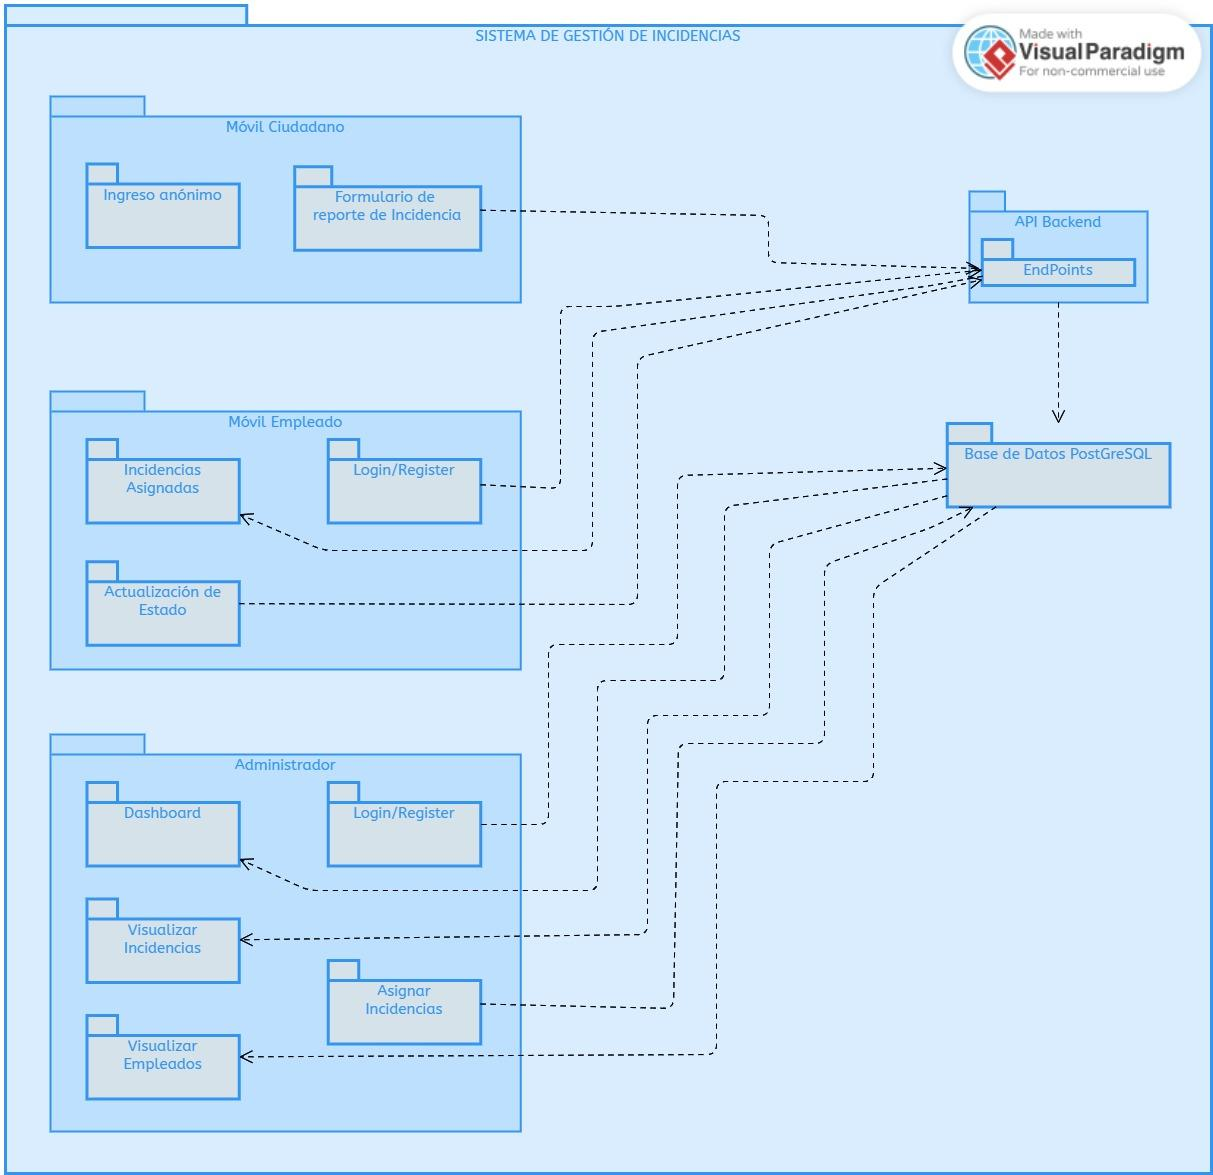 SISTEMA DE GESTIÓN DE INCIDENCIAS
Made with
Visual Paradigm
For non-commercial use
Móvil Ciudadano
Ingreso anónimo
Formulario de
reporte de Incidencia
API Backend
EndPoints
Móvil Empleado
Incidencias
Asignadas
Login/Register
Base de Datos PostGreSQL
Actualización de
Estado
Administrador
Dashboard
Login/Register
Visualizar
Incidencias
Asignar
Incidencias
Visualizar
Empleados